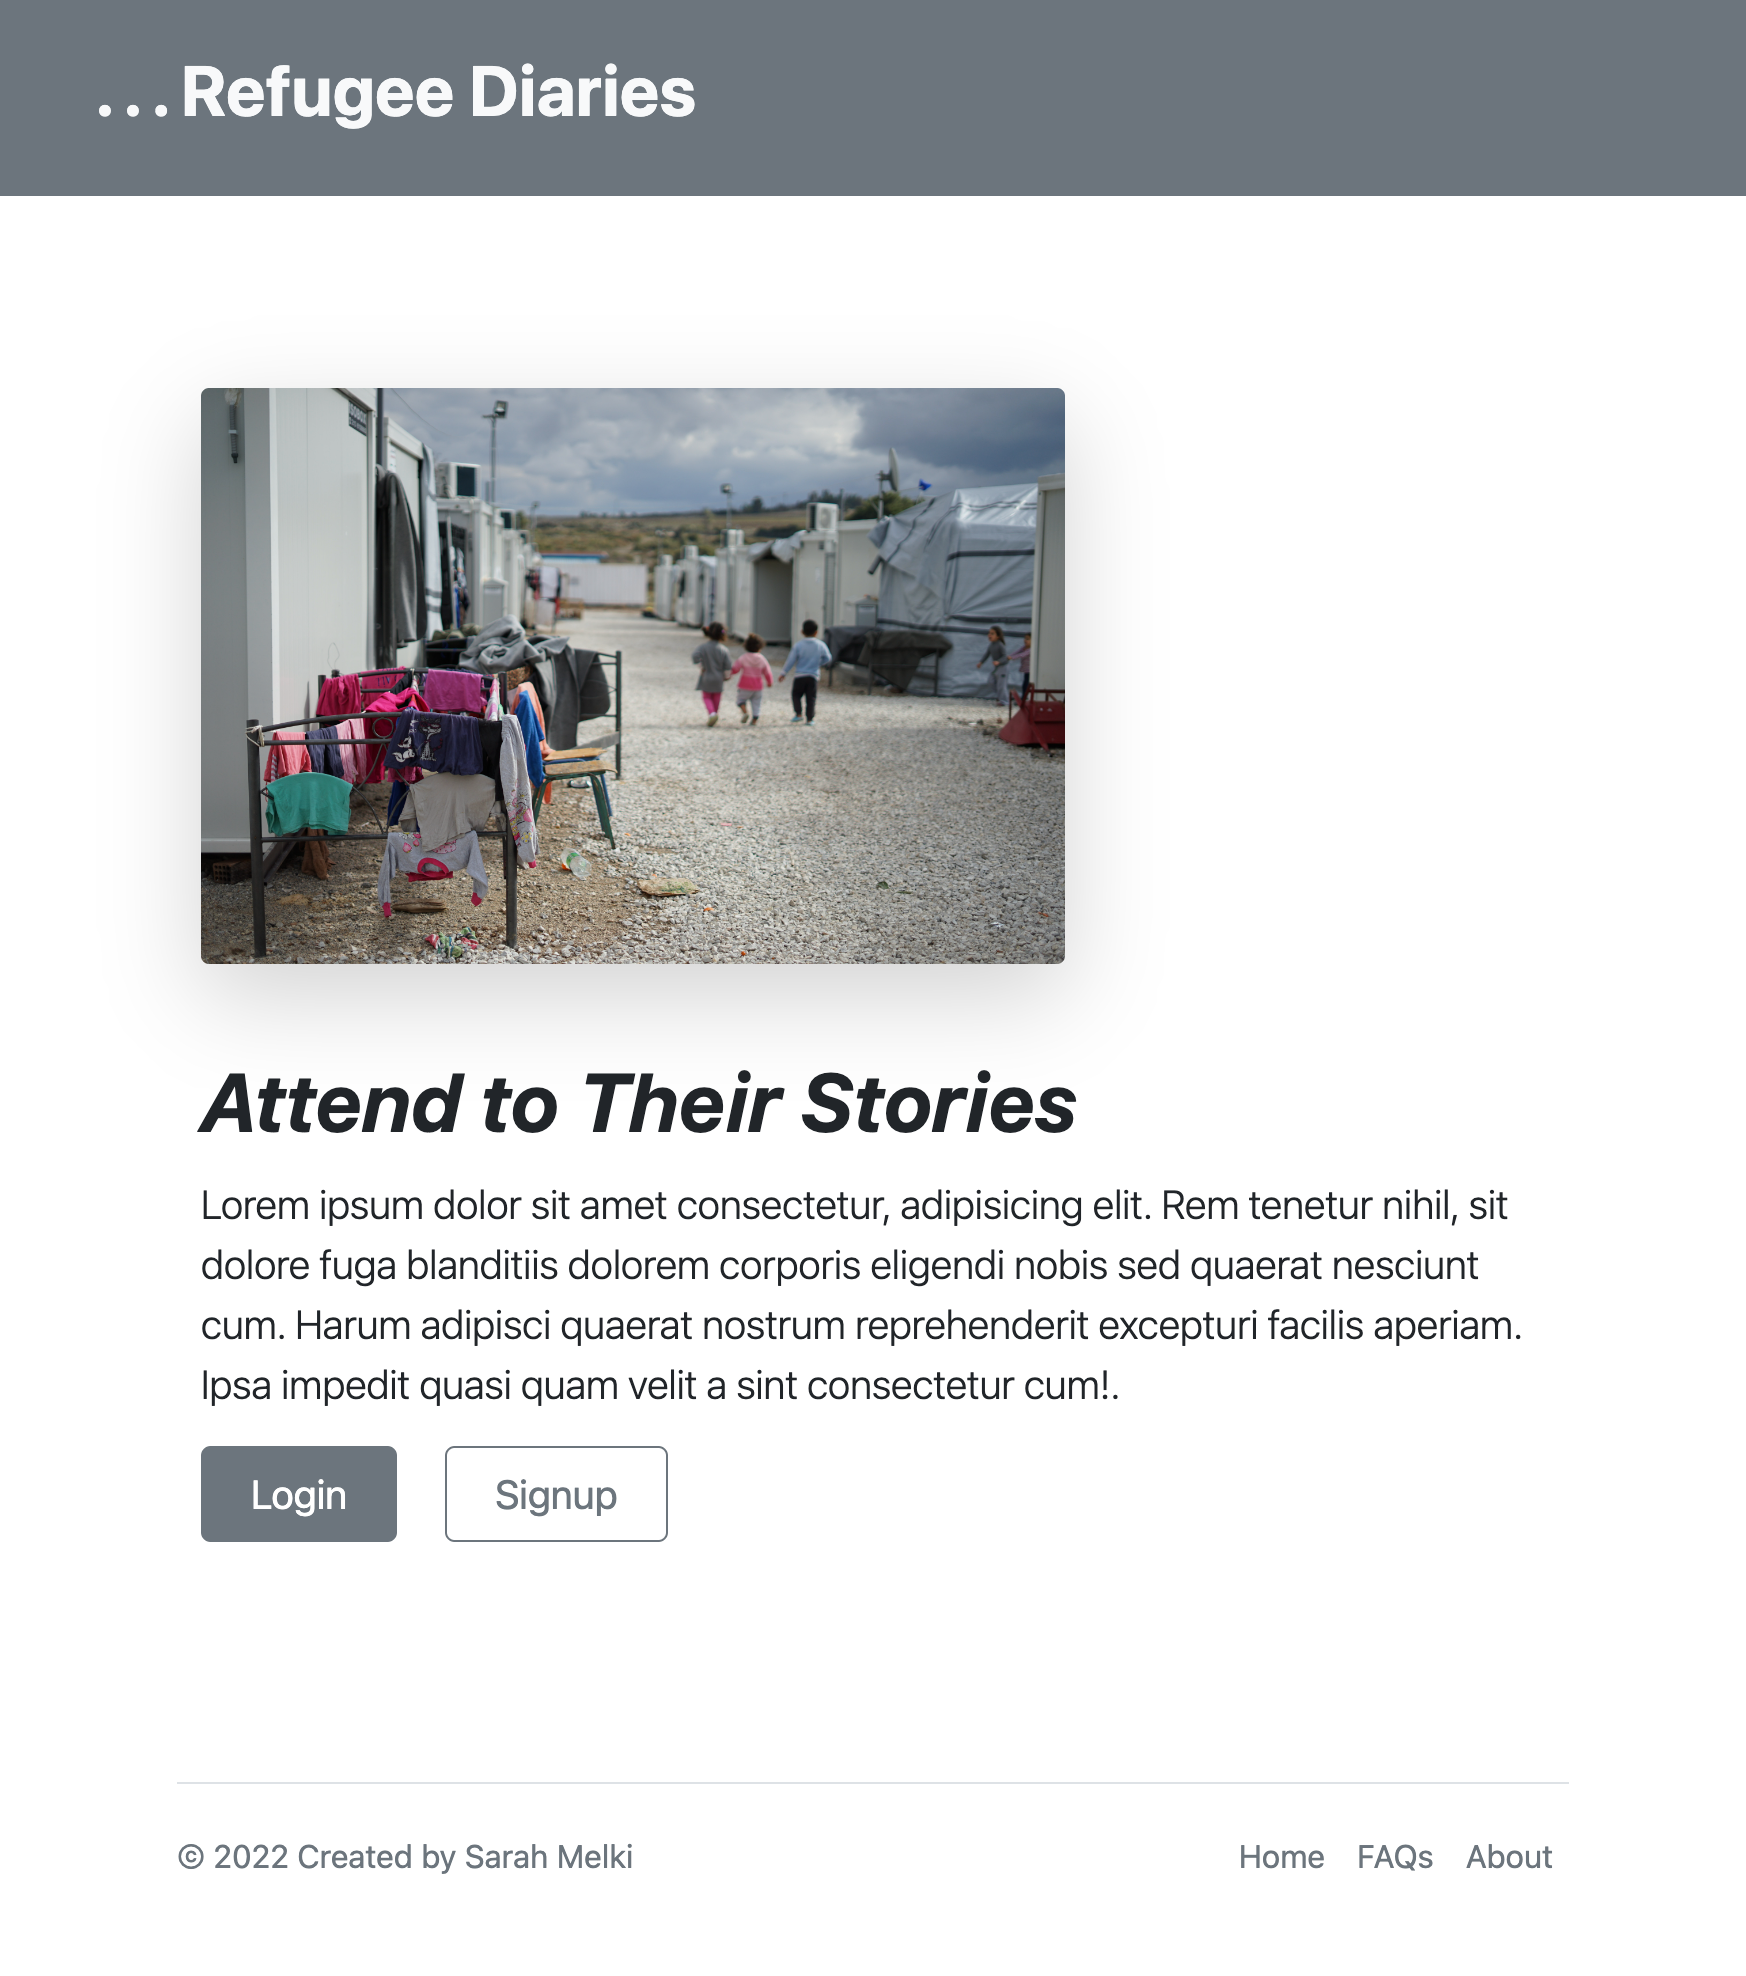 ...Refugee Diaries
Attend to Their Stories
Lorem ipsum dolor sit amet consectetur, adipisicing elit. Rem tenetur nihil, sit
dolore fuga blanditiis dolorem corporis eligendi nobis sed quaerat nesciunt
cum. Harum adipisci quaerat nostrum reprehenderit excepturi facilis aperiam.
Ipsa impedit quasi quam velit a sint consectetur cum!.
Login Signup
© 2022 Created by Sarah Melki Home FAQs About